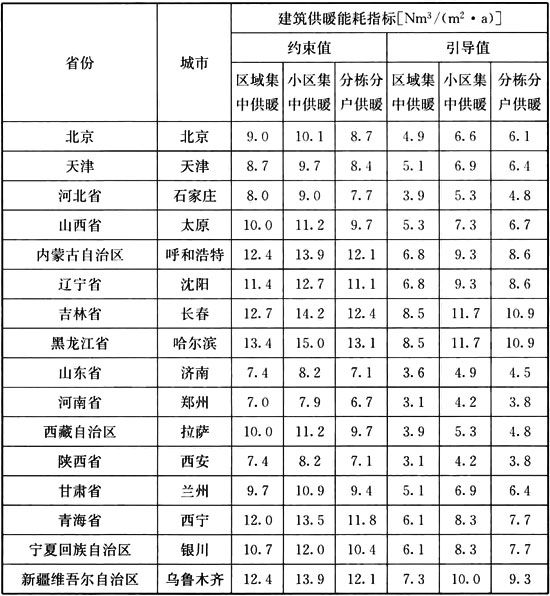 省份 城市 建筑供暖能耗指标[Nm³/(m²·a)]
约束值 引导值
区域集中供暖 小区集中供暖 分栋分户供暖 区域集中供暖 小区集中供暖 分栋分户供暖
北京 北京 9.0 10.1 8.7 4.9 6.6 6.1
天津 天津 8.7 9.7 8.4 5.1 6.9 6.4
河北省 石家庄 8.0 9.0 7.7 3.9 5.3 4.8
山西省 太原 10.0 11.2 9.7 5.3 7.3 6.7
内蒙古自治区 呼和浩特 12.4 13.9 12.1 6.8 9.3 8.6
辽宁省 沈阳 11.4 12.7 11.1 6.8 9.3 8.6
吉林省 长春 12.7 14.2 12.4 8.5 11.7 10.9
黑龙江省 哈尔滨 13.4 15.0 13.1 8.5 11.7 10.9
山东省 济南 7.4 8.2 7.1 3.6 4.9 4.5
河南省 郑州 7.0 7.9 6.7 3.1 4.2 3.8
西藏自治区 拉萨 10.0 11.2 9.7 3.9 5.3 4.8
陕西省 西安 7.4 8.2 7.1 3.1 4.2 3.8
甘肃省 兰州 9.7 10.9 9.4 5.1 6.9 6.4
青海省 西宁 12.0 13.5 11.8 6.1 8.3 7.7
宁夏回族自治区 银川 10.7 12.0 10.4 6.1 8.3 7.7
新疆维吾尔自治区 乌鲁木齐 12.4 13.9 12.1 7.3 10.0 9.3